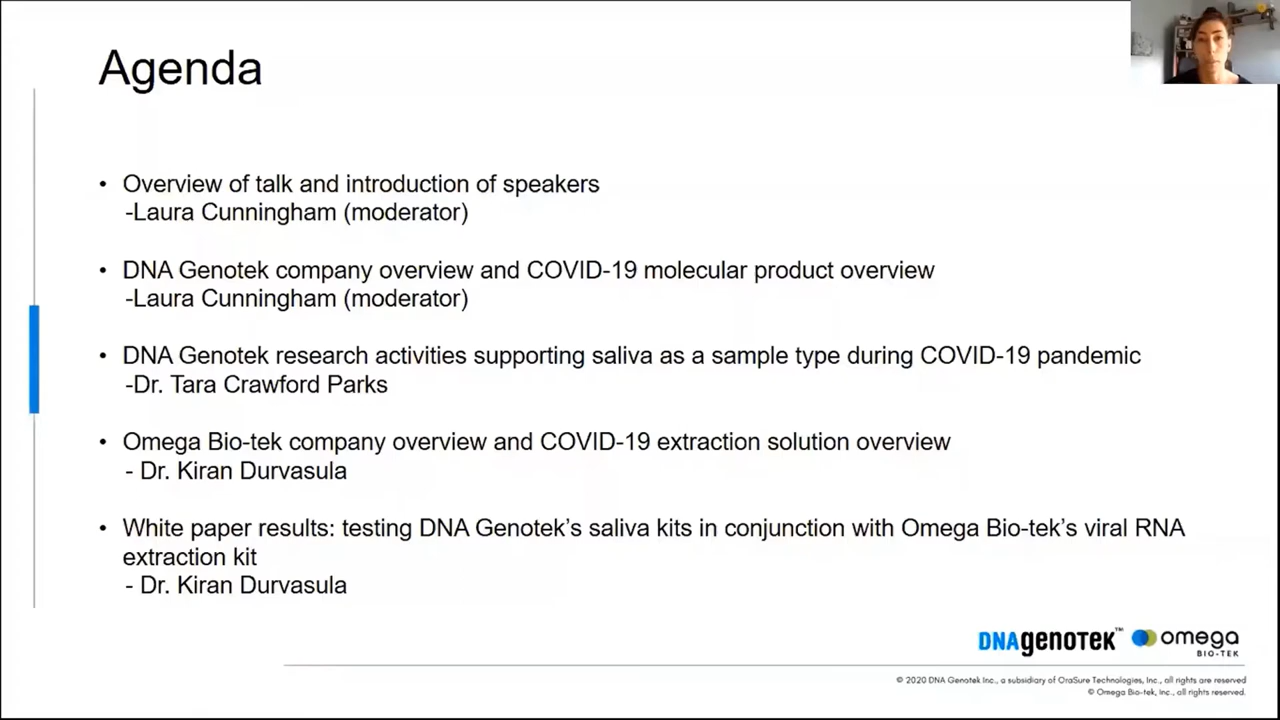 Agenda
• Overview of talk and introduction of speakers
-Laura Cunningham (moderator)
• DNA Genotek company overview and COVID-19 molecular product overview
-Laura Cunningham (moderator)
• DNA Genotek research activities supporting saliva as a sample type during COVID-19 pandemic
-Dr. Tara Crawford Parks
• Omega Bio-tek company overview and COVID-19 extraction solution overview
- Dr. Kiran Durvasula
• White paper results: testing DNA Genotek’s saliva kits in conjunction with Omega Bio-tek’s viral RNA
extraction kit
- Dr. Kiran Durvasula
DNAgenoTEK™ omega
BIO-TEK
© 2020 DNA Genotek Inc., a subsidiary of OraSure Technologies, Inc., all rights are reserved
© Omega Bio-tek, Inc., all rights reserved.